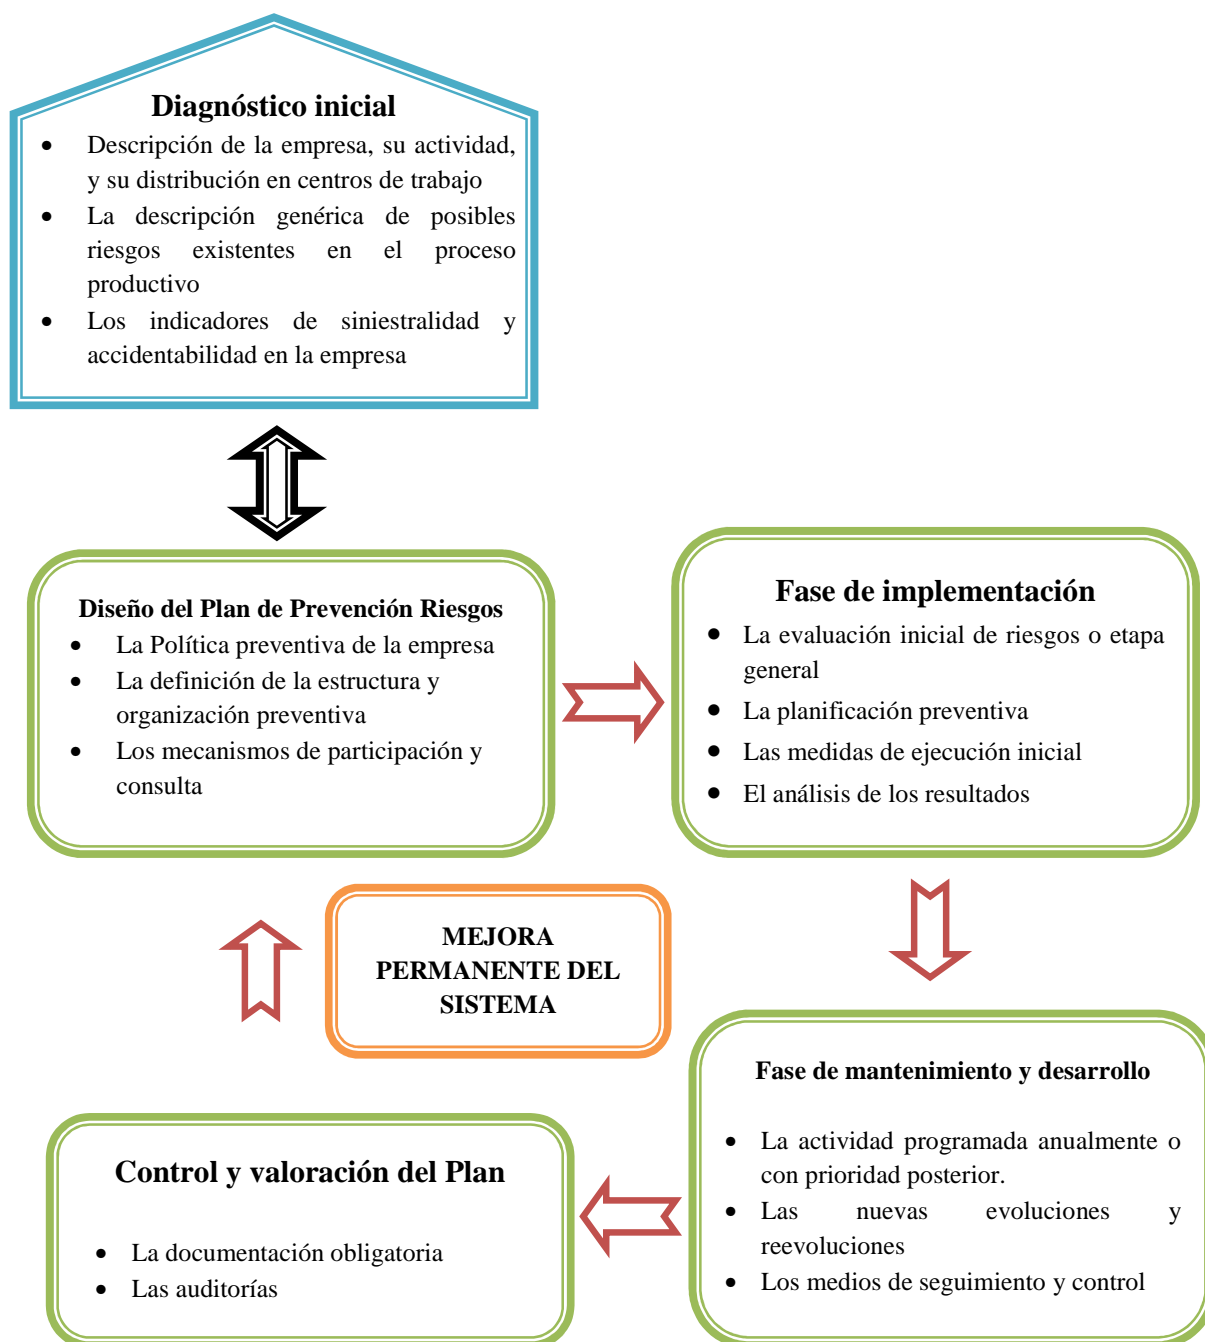 Diagnóstico inicial
• Descripción de la empresa, su actividad,
y su distribución en centros de trabajo
• La descripción genérica de posibles
riesgos existentes en el proceso
productivo
• Los indicadores de siniestralidad y
accidentabilidad en la empresa
Diseño del Plan de Prevención Riesgos
• La Política preventiva de la empresa
• La definición de la estructura y
organización preventiva
• Los mecanismos de participación y
consulta
Fase de implementación
• La evaluación inicial de riesgos o etapa
general
• La planificación preventiva
• Las medidas de ejecución inicial
• El análisis de los resultados
MEJORA
PERMANENTE DEL
SISTEMA
Fase de mantenimiento y desarrollo
• La actividad programada anualmente o
con prioridad posterior.
• Las nuevas evoluciones y
reevoluciones
• Los medios de seguimiento y control
Control y valoración del Plan
• La documentación obligatoria
• Las auditorías